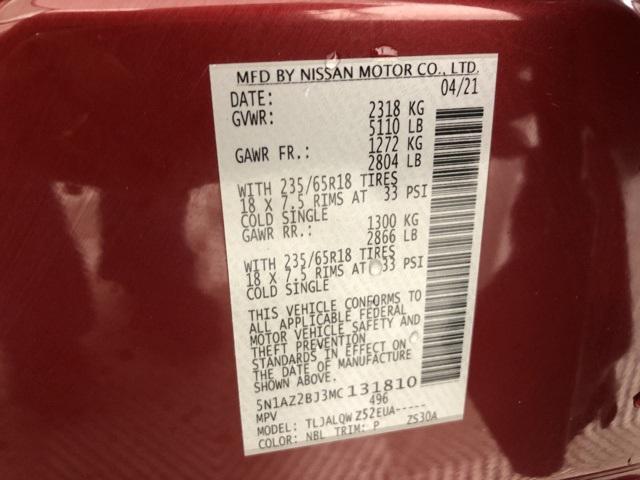 MFD BY NISSAN MOTOR CO., LTD.
DATE: 04/21
GVWR: 2318 KG
5110 LB
GAWR FR.: 1272 KG
2804 LB
WITH 235/65R18 TIRES
18 X 7.5 RIMS AT 33 PSI
COLD SINGLE
GAWR RR.: 1300 KG
2866 LB
WITH 235/65R18 TIRES
18 X 7.5 RIMS AT 33 PSI
COLD SINGLE
THIS VEHICLE CONFORMS TO
ALL APPLICABLE FEDERAL
MOTOR VEHICLE SAFETY AND
THEFT PREVENTION
STANDARDS IN EFFECT ON
THE DATE OF MANUFACTURE
SHOWN ABOVE.
5N1AZ2BJ3MC131810
MPV 496
MODEL: TLJALQWZ52EUA-----
COLOR: NBL TRIM: P ZS30A